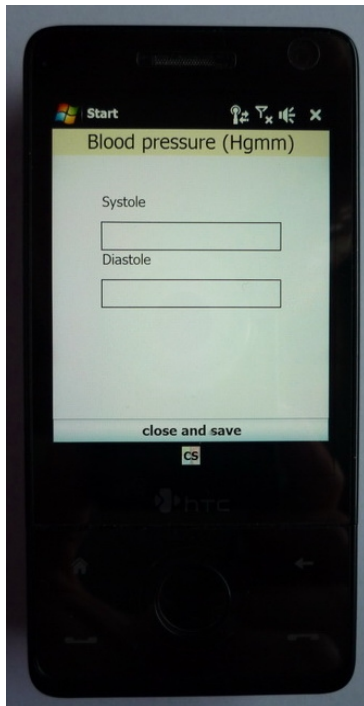 Start
Blood pressure (Hgmm)
Systole
Diastole
close and save
cs
htc